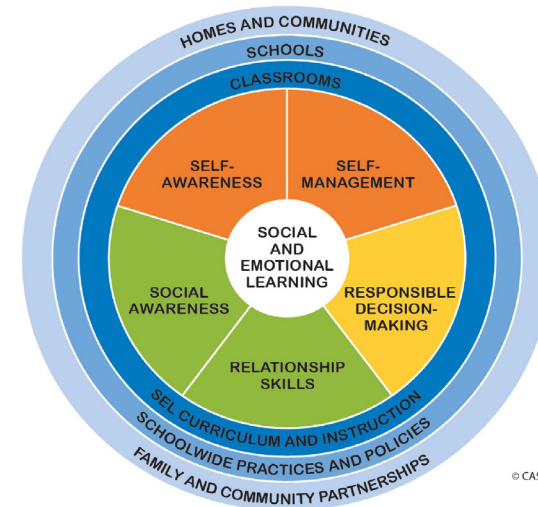 HOMES AND COMMUNITIES
SCHOOLS
CLASSROOMS
SELF-
AWARENESS
SELF-
MANAGEMENT
SOCIAL
AND
EMOTIONAL
LEARNING
SOCIAL
AWARENESS
RESPONSIBLE
DECISION-
MAKING
RELATIONSHIP
SKILLS
SEL CURRICULUM AND INSTRUCTION
SCHOOLWIDE PRACTICES AND POLICIES
FAMILY AND COMMUNITY PARTNERSHIPS
©